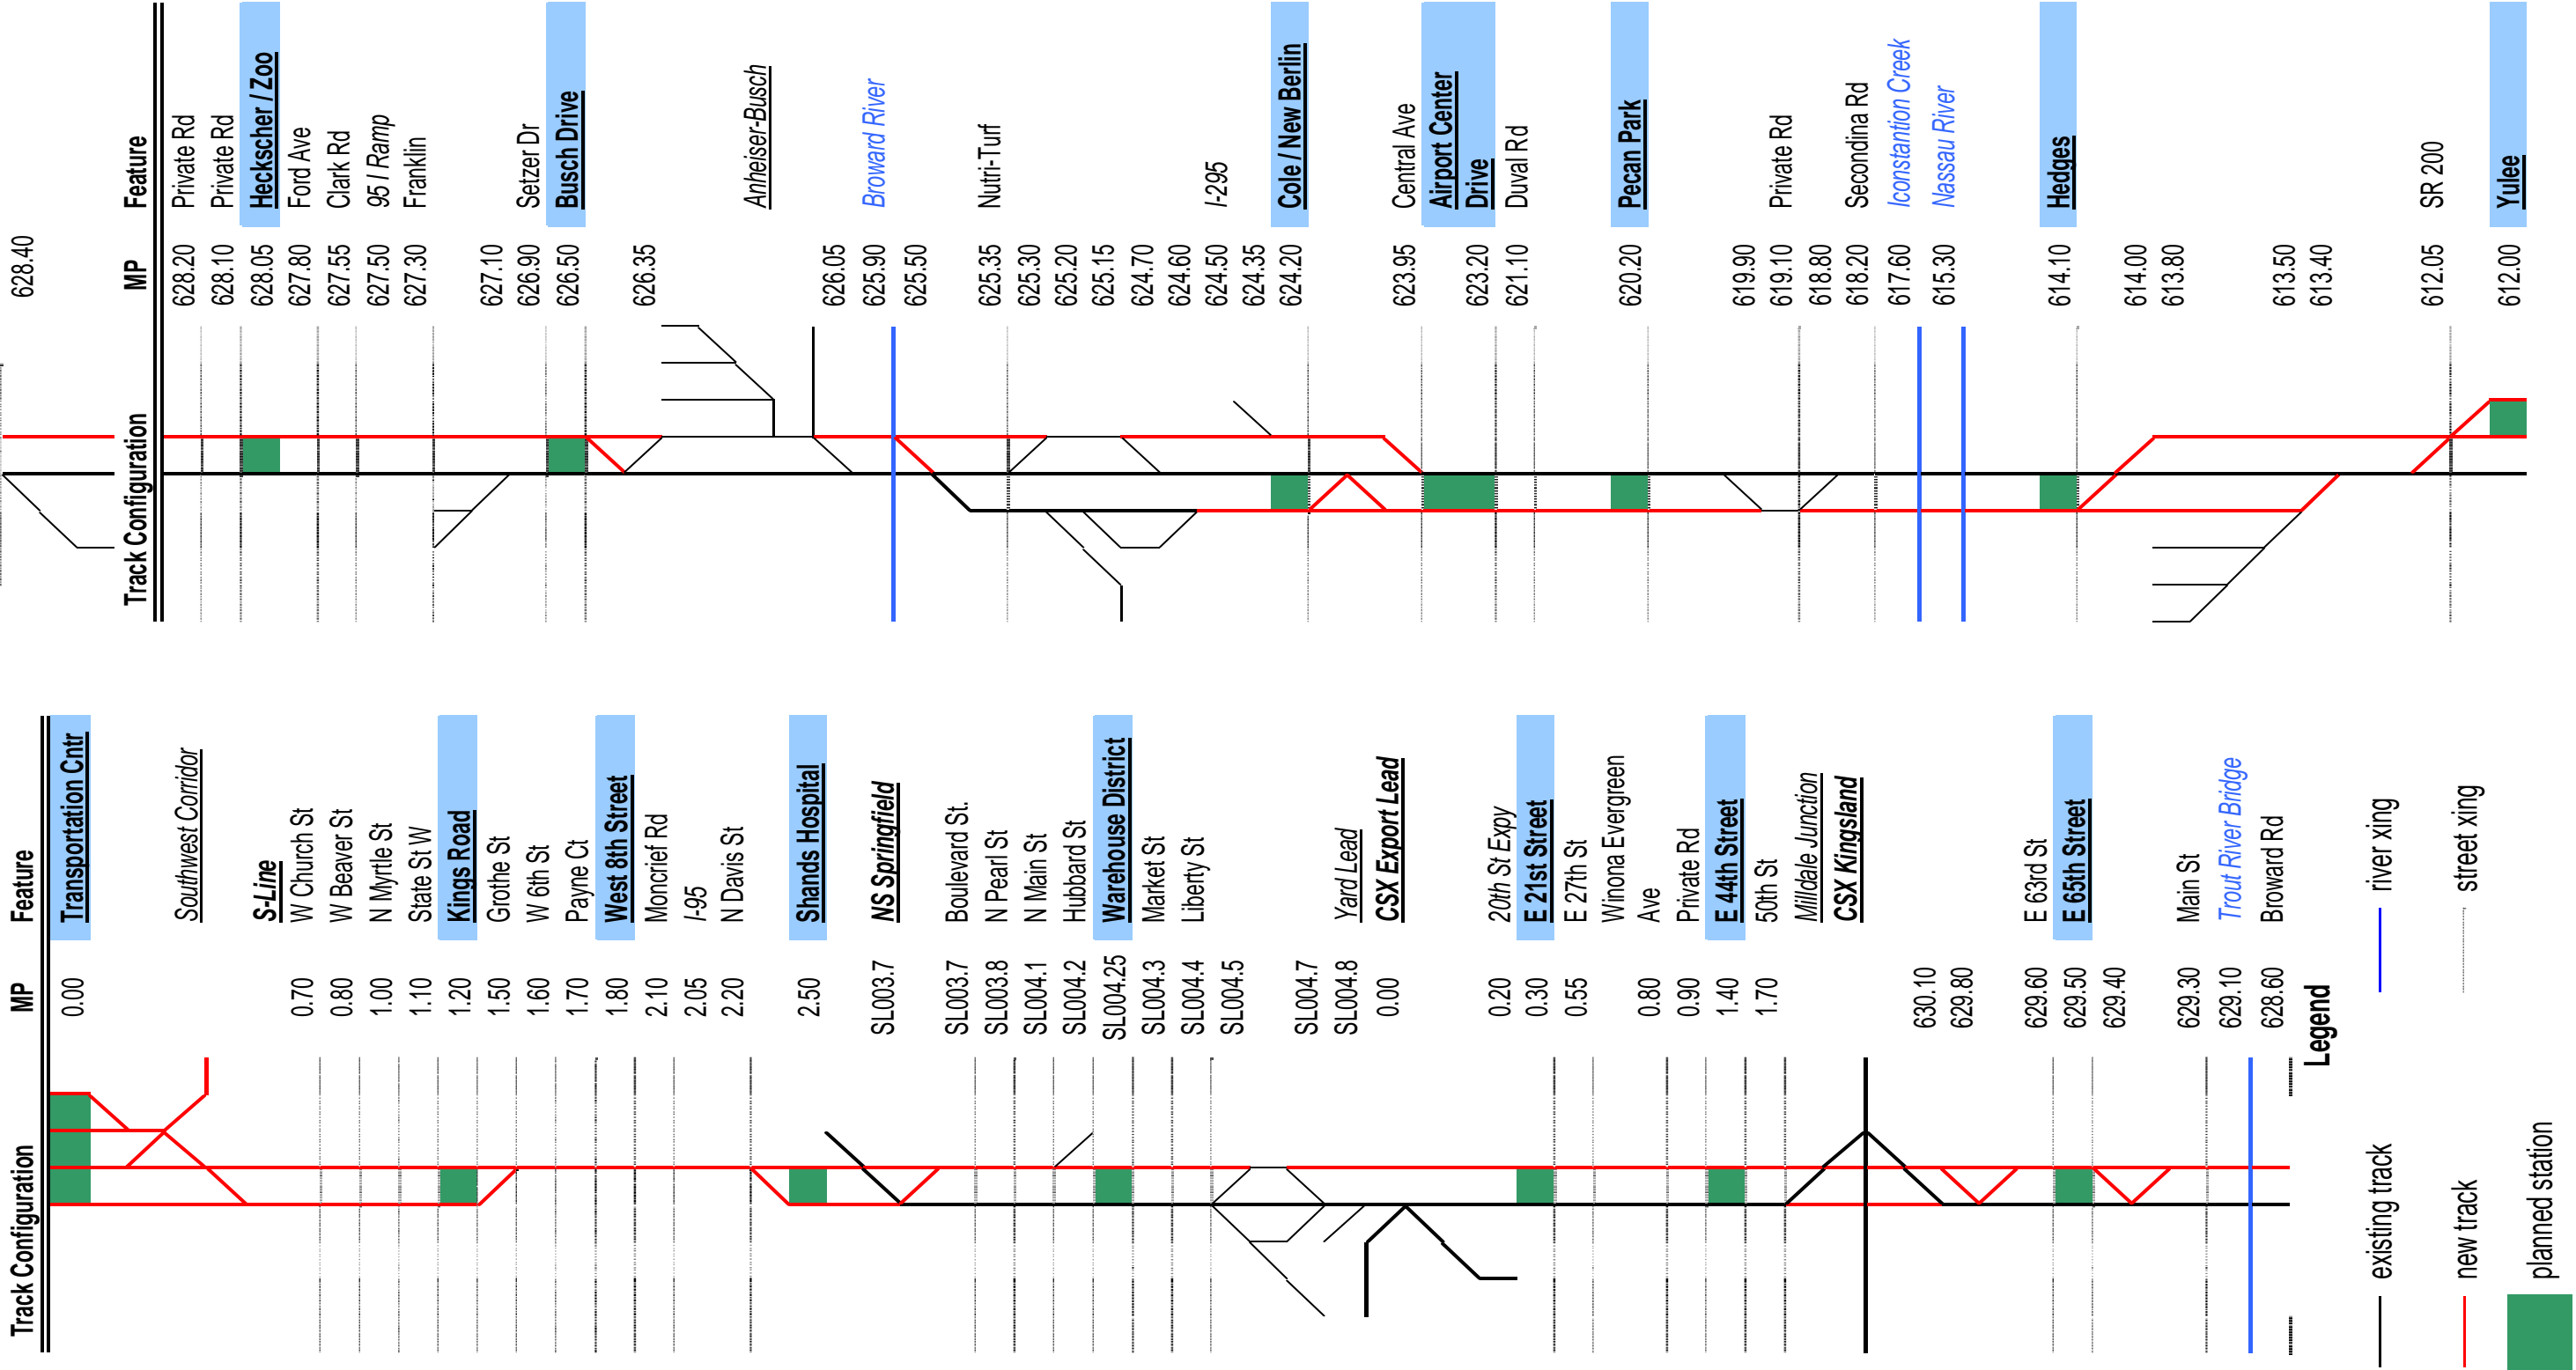 Track Configuration MP Feature
0.00 Transportation Cntr
Southwest Corridor
S-Line
0.70 W Church St
0.80 W Beaver St
1.00 N Myrtle St
1.10 State St W
1.20 Kings Road
1.50 Grothe St
1.60 W 6th St
1.70 Payne Ct
1.80 West 8th Street
2.10 Moncrief Rd
2.05 I-95
2.20 N Davis St
2.50 Shands Hospital
SL003.7 NS Springfield
SL003.7 Boulevard St.
SL003.8 N Pearl St
SL004.1 N Main St
SL004.2 Hubbard St
SL004.25 Warehouse District
SL004.3 Market St
SL004.4 Liberty St
SL004.5
SL004.7
SL004.8 Yard Lead
0.00 CSX Export Lead
0.20 20th St Expy
0.30 E 21st Street
0.55 E 27th St
Winona Evergreen
0.80 Ave
0.90 Private Rd
1.40 E 44th Street
1.70 50th St
Milldale Junction
CSX Kingsland
630.10
629.80
629.60 E 63rd St
629.50 E 65th Street
629.40
629.30 Main St
629.10 Trout River Bridge
628.60 Broward Rd
Legend
existing track
river xing
new track
street xing
planned station
628.40
Track Configuration MP Feature
628.20 Private Rd
628.10 Private Rd
628.05 Heckscher / Zoo
627.80 Ford Ave
627.55 Clark Rd
627.50 95 / Ramp
627.30 Franklin
627.10
626.90 Setzer Dr
626.50 Busch Drive
626.35
Anheiser-Busch
626.05
625.90 Broward River
625.50
625.35 Nutri-Turf
625.30
625.20
625.15
624.70
624.60
624.50 I-295
624.35
624.20 Cole / New Berlin
623.95 Central Ave
Airport Center
623.20 Drive
621.10 Duval Rd
620.20 Pecan Park
619.90
619.10 Private Rd
618.80
618.20 Secondina Rd
617.60 Iconstantion Creek
615.30 Nassau River
614.10 Hedges
614.00
613.80
613.50
613.40
612.05 SR 200
612.00 Yulee